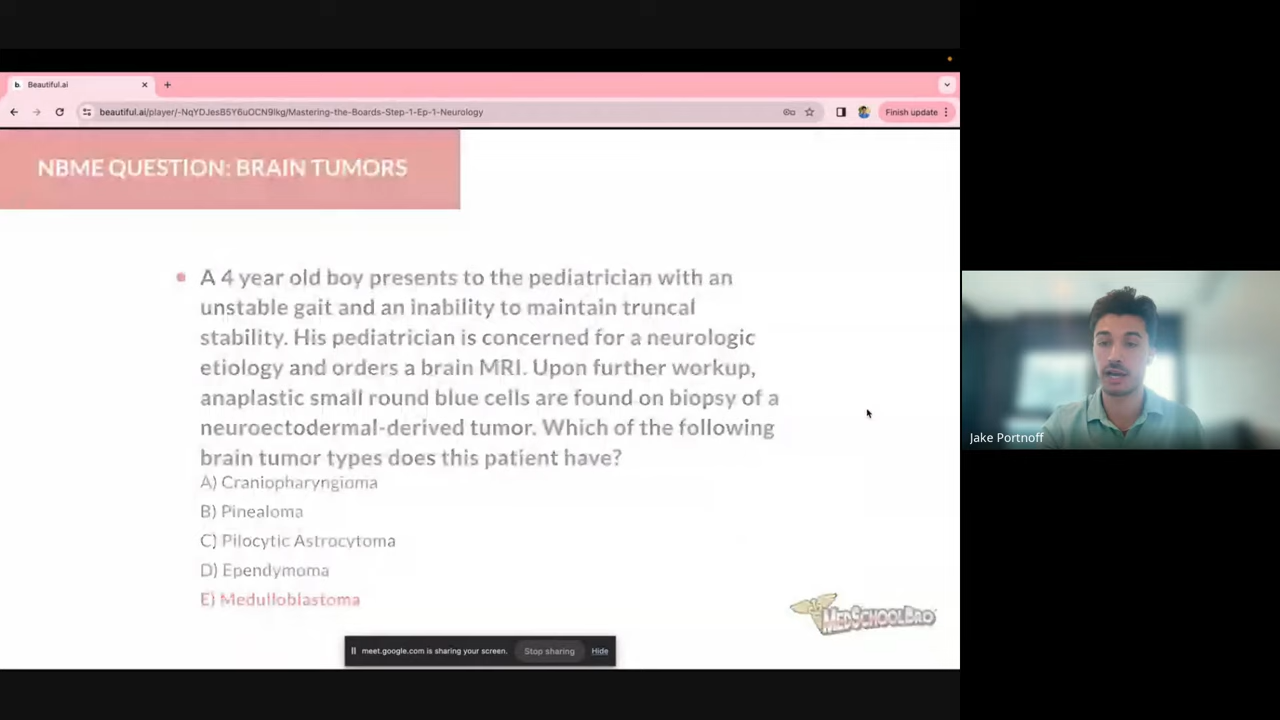 Beautiful.ai
beautiful.ai/player/-NqYDJes85Y6uOCN9lkg/Mastering-the-Boards-Step-1-Ep-1-Neurology
Finish update
NBME QUESTION: BRAIN TUMORS
A 4 year old boy presents to the pediatrician with an
unstable gait and an inability to maintain truncal
stability. His pediatrician is concerned for a neurologic
etiology and orders a brain MRI. Upon further workup,
anaplastic small round blue cells are found on biopsy of a
neuroectodermal-derived tumor. Which of the following
brain tumor types does this patient have?
A) Craniopharyngioma
B) Pinealoma
C) Pilocytic Astrocytoma
D) Ependymoma
E) Medulloblastoma
MEDSCHOOLBRO
meet.google.com is sharing your screen.
Stop sharing
Hide
Jake Portnoff